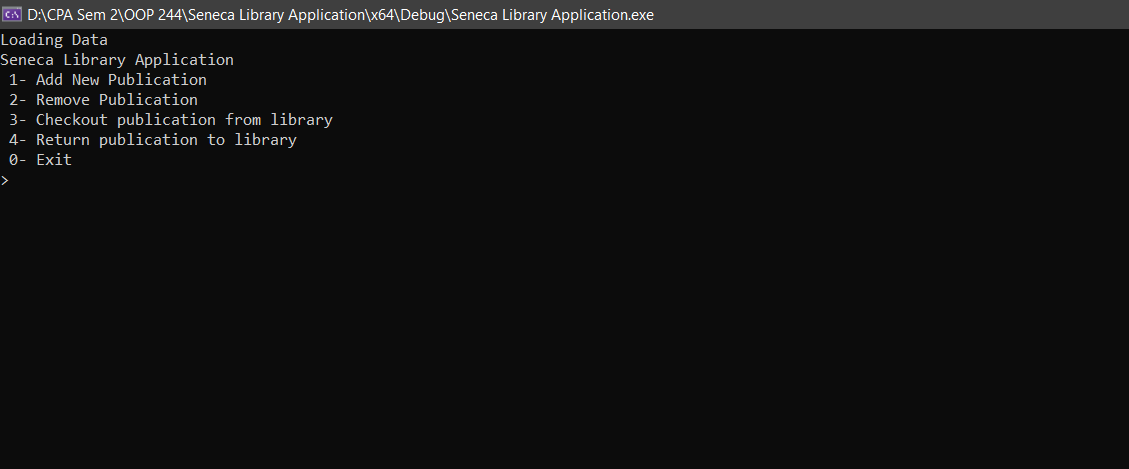 D:\CPA Sem 2\OOP 244\Seneca Library Application\x64\Debug\Seneca Library Application.exe
Loading Data
Seneca Library Application
 1- Add New Publication
 2- Remove Publication
 3- Checkout publication from library
 4- Return publication to library
 0- Exit
>